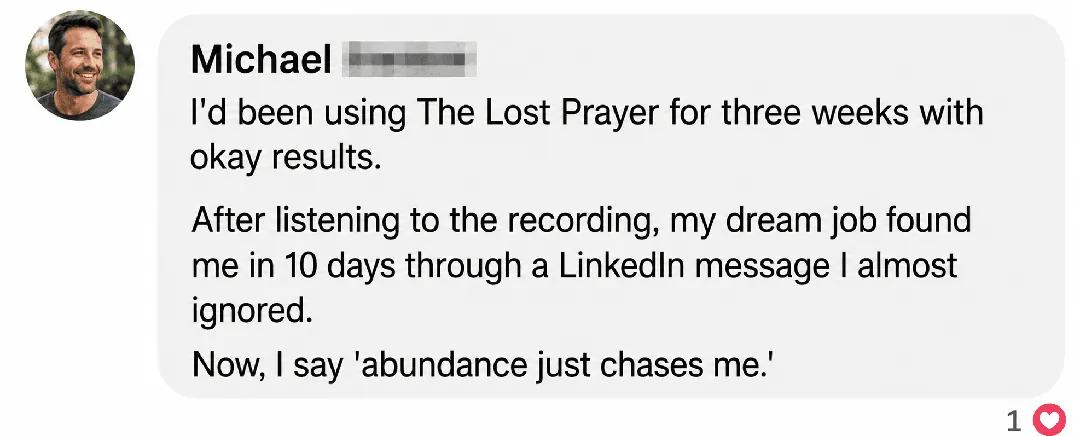 Michael
I'd been using The Lost Prayer for three weeks with
okay results.
After listening to the recording, my dream job found
me in 10 days through a LinkedIn message I almost
ignored.
Now, I say 'abundance just chases me.'
1